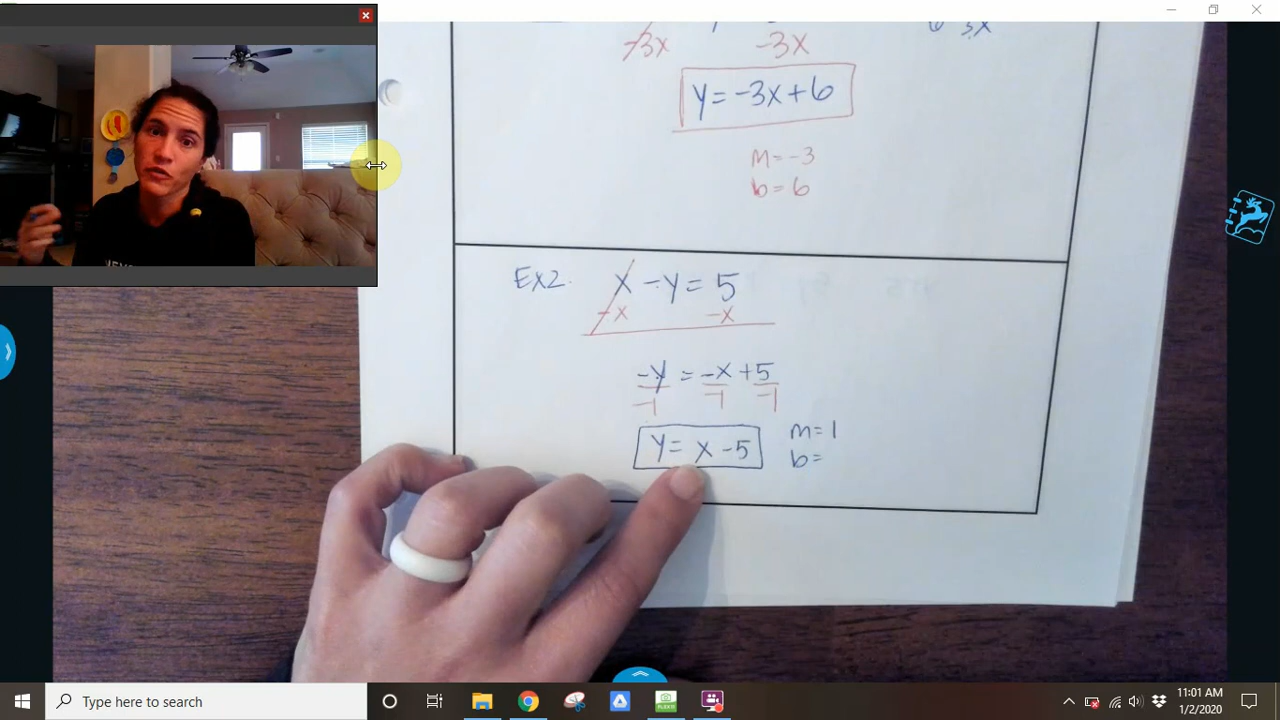 -3x -3x
y = -3x + 6
m = -3
b = 6
Ex2. x - y = 5
-x -x
-y = -x + 5
-1 -1 -1
y = x - 5 m = 1
b =
Type here to search
11:01 AM
1/2/2020